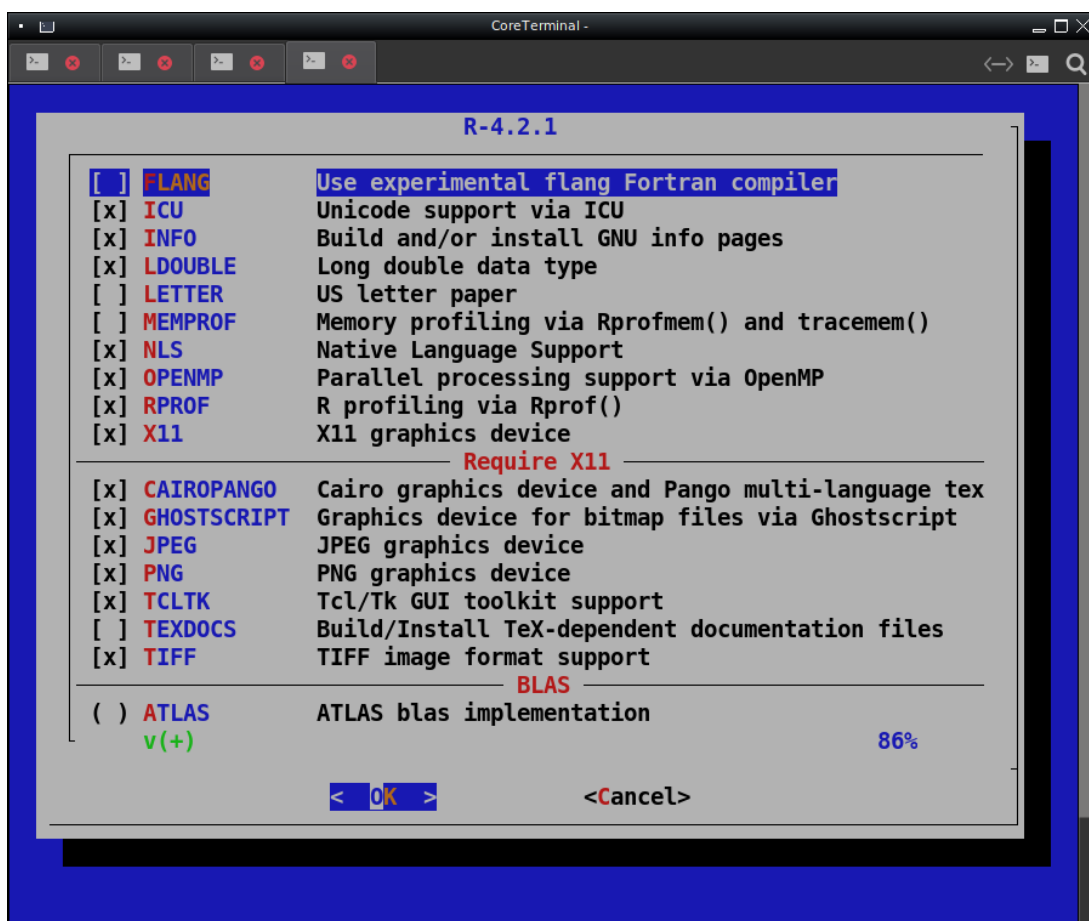 CoreTerminal -
R-4.2.1
[ ] FLANG Use experimental flang Fortran compiler
[x] ICU Unicode support via ICU
[x] INFO Build and/or install GNU info pages
[x] LDOUBLE Long double data type
[ ] LETTER US letter paper
[ ] MEMPROF Memory profiling via Rprofmem() and tracemem()
[x] NLS Native Language Support
[x] OPENMP Parallel processing support via OpenMP
[x] RPROF R profiling via Rprof()
[x] X11 X11 graphics device
Require X11
[x] CAIROPANGO Cairo graphics device and Pango multi-language tex
[x] GHOSTSCRIPT Graphics device for bitmap files via Ghostscript
[x] JPEG JPEG graphics device
[x] PNG PNG graphics device
[x] TCLTK Tcl/Tk GUI toolkit support
[ ] TEXDOCS Build/Install TeX-dependent documentation files
[x] TIFF TIFF image format support
BLAS
( ) ATLAS ATLAS blas implementation
v(+) 86%
< OK > <Cancel>